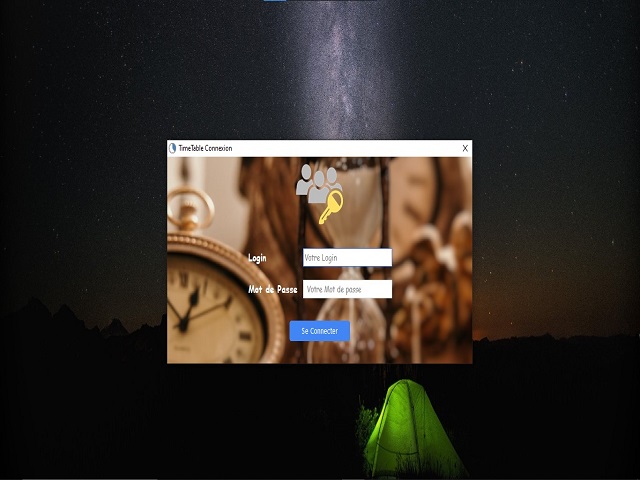 TimeTable Connexion
X
Login
Votre Login
Mot de Passe
Votre Mot de passe
Se Connecter